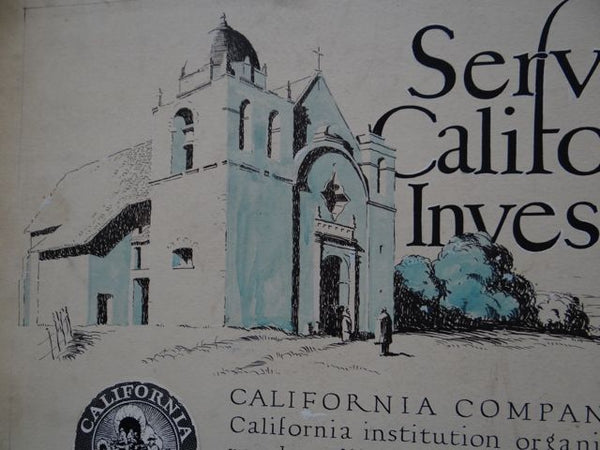 Serv
Califo
Inves
CALIFORNIA COMPAN
California institution organi
CALIFORNIA